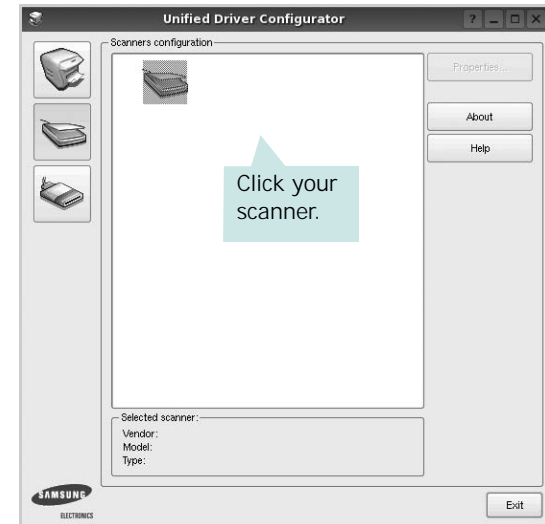 Unified Driver Configurator
Scanners configuration
Properties...
About
Help
Click your
scanner.
Selected scanner:
Vendor:
Model:
Type:
SAMSUNG
ELECTRONICS
Exit